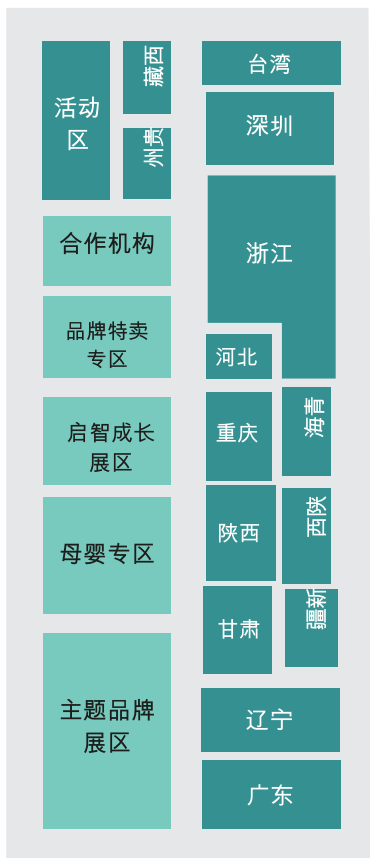 活动
区
西藏
贵州
台湾
深圳
合作机构
浙江
品牌特卖
专区
河北
启智成长
展区
重庆
青海
母婴专区
陕西
陕西
甘肃
新疆
主题品牌
展区
辽宁
广东